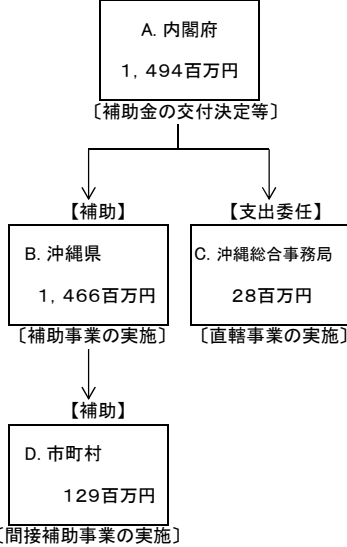 A. 内閣府
1,494百万円
〔補助金の交付決定等〕
【補助】
【支出委任】
B. 沖縄県
1,466百万円
〔補助事業の実施〕
C. 沖縄総合事務局
28百万円
〔直轄事業の実施〕
【補助】
D. 市町村
129百万円
〔間接補助事業の実施〕